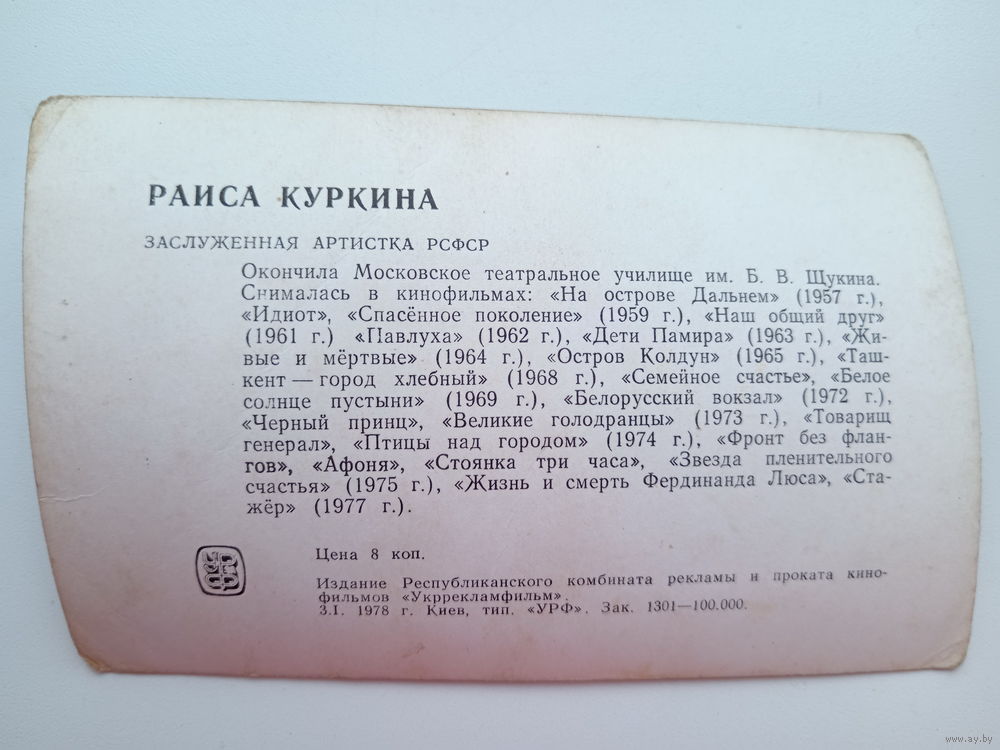 РАИСА КУРКИНА
ЗАСЛУЖЕННАЯ АРТИСТКА РСФСР
Окончила Московское театральное училище им. Б. В. Щукина.
Снималась в кинофильмах: «На острове Дальнем» (1957 г.),
«Идиот», «Спасённое поколение» (1959 г.), «Наш общий друг»
(1961 г.) «Павлуха» (1962 г.), «Дети Памира» (1963 г.), «Жи-
вые и мёртвые» (1964 г.), «Остров Колдун» (1965 г.), «Таш-
кент — город хлебный» (1968 г.), «Семейное счастье», «Белое
солнце пустыни» (1969 г.), «Белорусский вокзал» (1972 г.),
«Черный принц», «Великие голодранцы» (1973 г.), «Товарищ
генерал», «Птицы над городом» (1974 г.), «Фронт без флан-
гов», «Афоня», «Стоянка три часа», «Звезда пленительного
счастья» (1975 г.), «Жизнь и смерть Фердинанда Люса», «Ста-
жёр» (1977 г.).
Цена 8 коп.
Издание Республиканского комбината рекламы и проката кино-
фильмов «Укррекламфильм».
3.I. 1978 г. Киев, тип. «УРФ». Зак. 1301—100.000.
www.ay.by